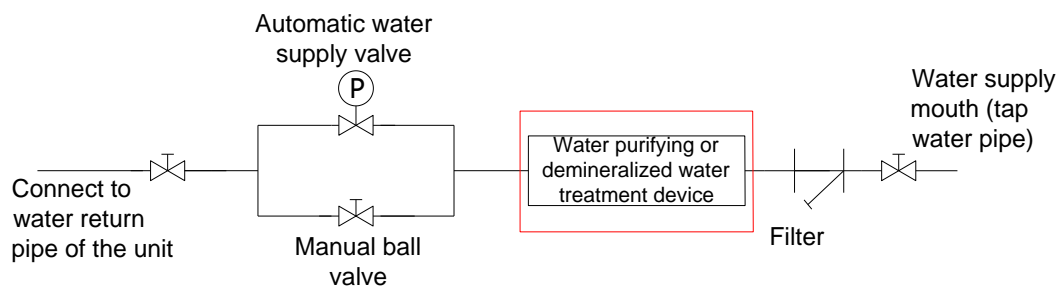 Automatic water
supply valve
P
Water supply
mouth (tap
water pipe)
Water purifying or
demineralized water
treatment device
Connect to
water return
pipe of the unit
Manual ball
valve
Filter